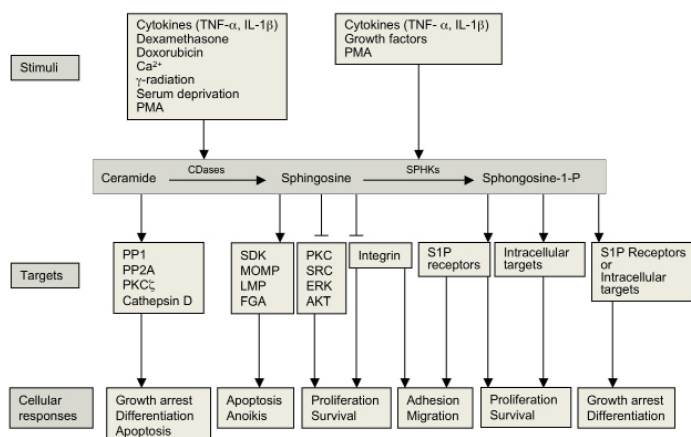 Stimuli
Cytokines (TNF-α, IL-1β)
Dexamethasone
Doxorubicin
Ca²⁺
γ-radiation
Serum deprivation
PMA
Cytokines (TNF- α, IL-1β)
Growth factors
PMA
CDases
SPHKs
Ceramide
Sphingosine
Sphongosine-1-P
Targets
PP1
PP2A
PKCζ
Cathepsin D
SDK
MOMP
LMP
FGA
PKC
SRC
ERK
AKT
Integrin
S1P
receptors
Intracellular
targets
S1P Receptors
or
Intracellular
targets
Cellular
responses
Growth arrest
Differentiation
Apoptosis
Apoptosis
Anoikis
Proliferation
Survival
Adhesion
Migration
Proliferation
Survival
Growth arrest
Differentiation